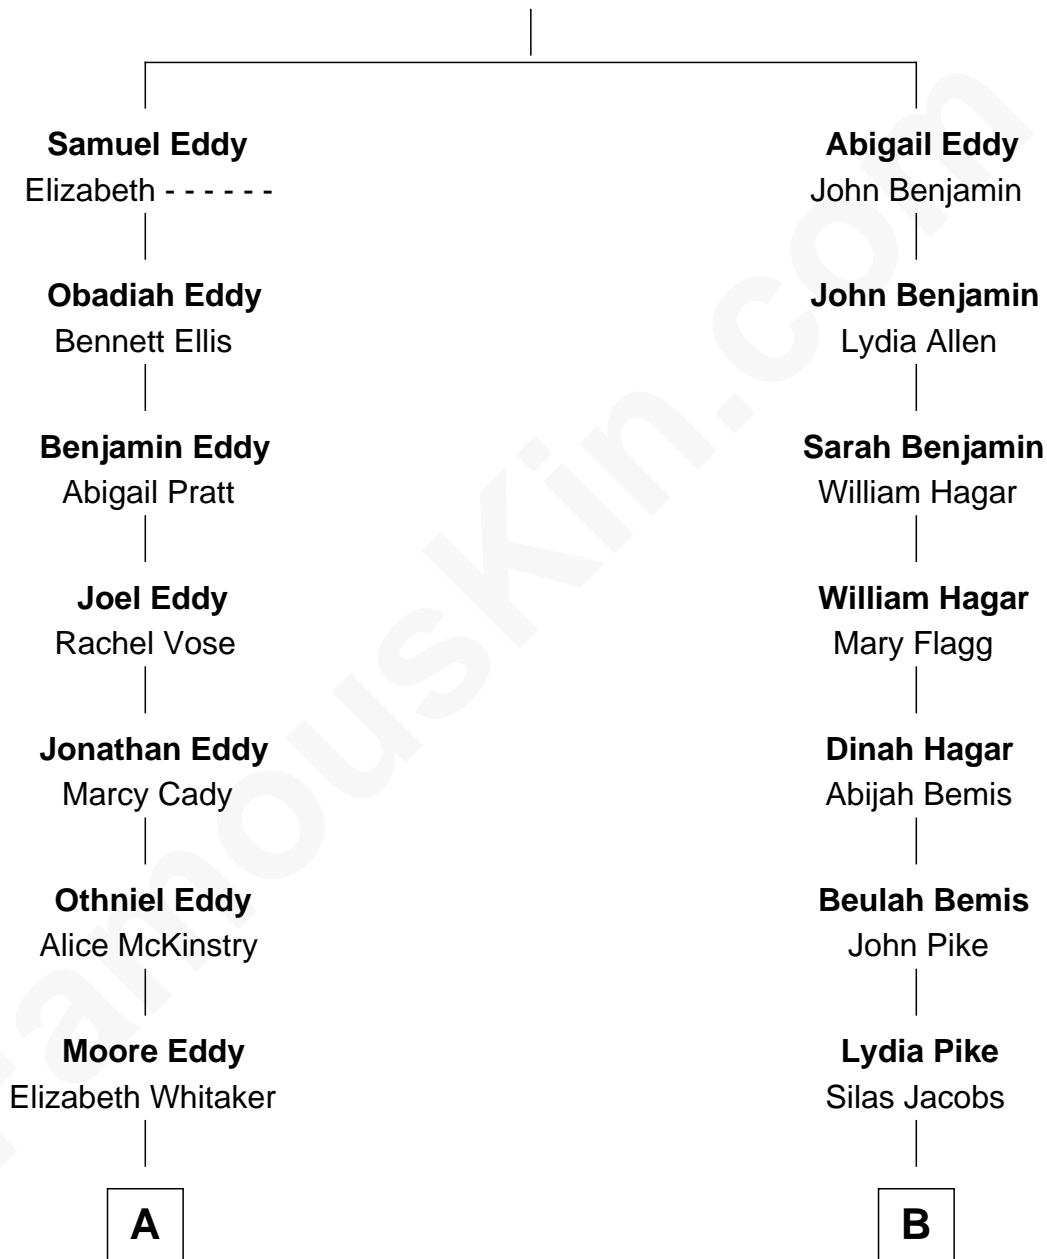 Samuel Eddy
Elizabeth - - - - - -
Obadiah Eddy
Bennett Ellis
Benjamin Eddy
Abigail Pratt
Joel Eddy
Rachel Vose
Jonathan Eddy
Marcy Cady
Othniel Eddy
Alice McKinstry
Moore Eddy
Elizabeth Whitaker
A
Abigail Eddy
John Benjamin
John Benjamin
Lydia Allen
Sarah Benjamin
William Hagar
William Hagar
Mary Flagg
Dinah Hagar
Abijah Bemis
Beulah Bemis
John Pike
Lydia Pike
Silas Jacobs
B
FamousKin.com